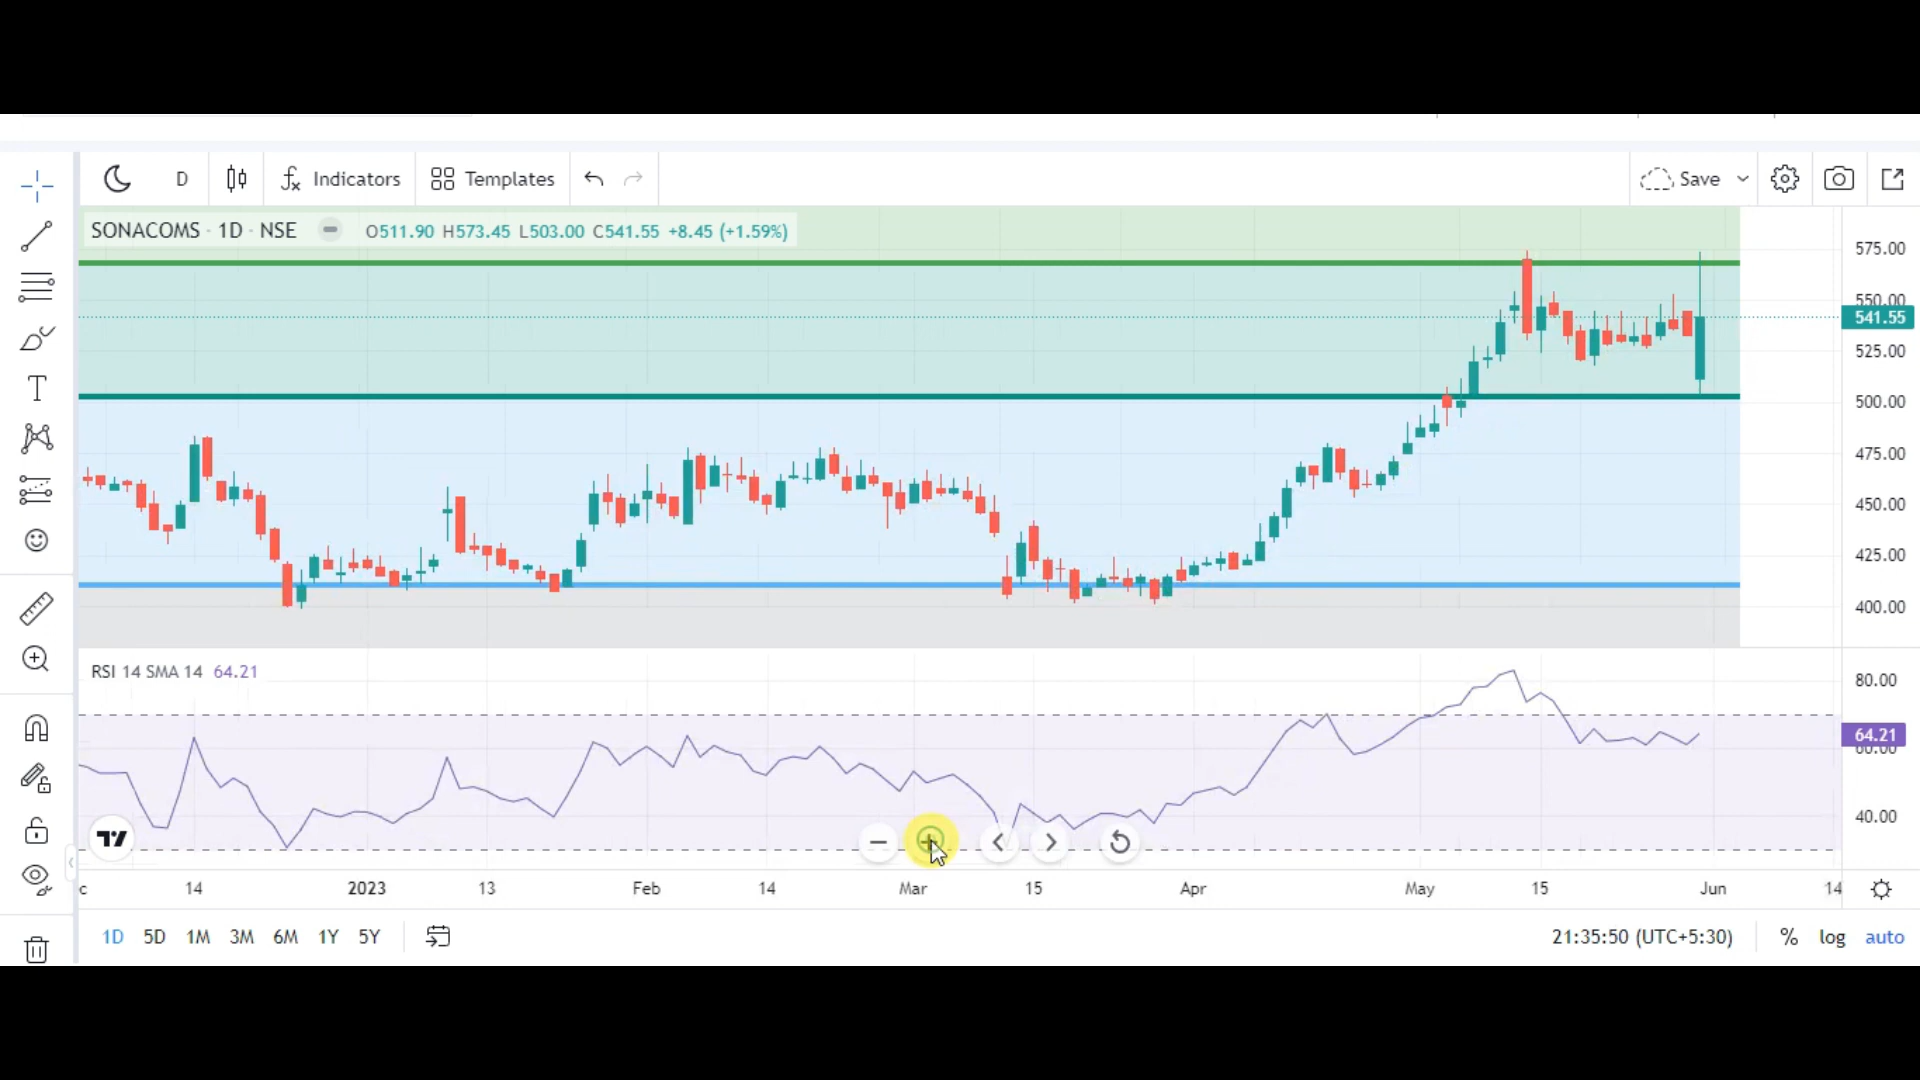 D Indicators Templates Save
SONACOMS · 1D · NSE O511.90 H573.45 L503.00 C541.55 +8.45 (+1.59%)
575.00
550.00
541.55
525.00
500.00
475.00
450.00
425.00
400.00
RSI 14 SMA 14 64.21
80.00
64.21
60.00
40.00
c 14 2023 13 Feb 14 Mar 15 Apr May 15 Jun 14
1D 5D 1M 3M 6M 1Y 5Y 21:35:50 (UTC+5:30) % log auto